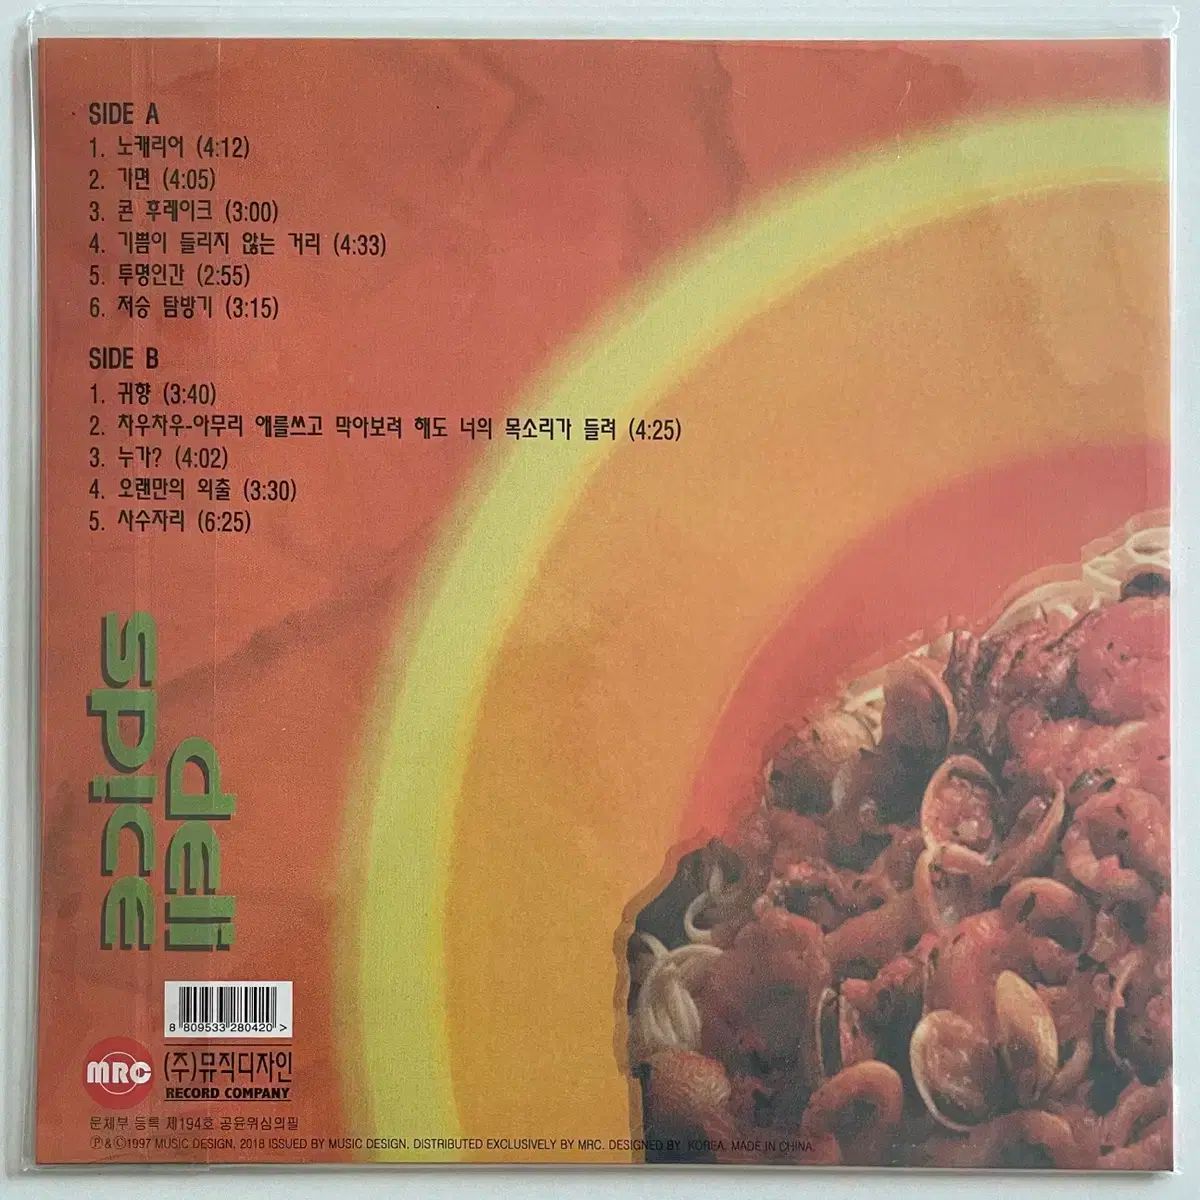 SIDE A
1. 노캐리어 (4:12)
2. 가면 (4:05)
3. 콘 후레이크 (3:00)
4. 기쁨이 들리지 않는 거리 (4:33)
5. 투명인간 (2:55)
6. 저승 탐방기 (3:15)
SIDE B
1. 귀향 (3:40)
2. 차우차우-아무리 애를쓰고 막아보려 해도 너의 목소리가 들려 (4:25)
3. 누가? (4:02)
4. 오랜만의 외출 (3:30)
5. 사수자리 (6:25)
deli
spice
8 809533 280420 >
MRC (주)뮤직디자인
RECORD COMPANY
문체부 등록 제194호 공윤위심의필
Ⓟ & Ⓒ1997 MUSIC DESIGN. 2018 ISSUED BY MUSIC DESIGN. DISTRIBUTED EXCLUSIVELY BY MRC. DESIGNED BY KOREA. MADE IN CHINA.